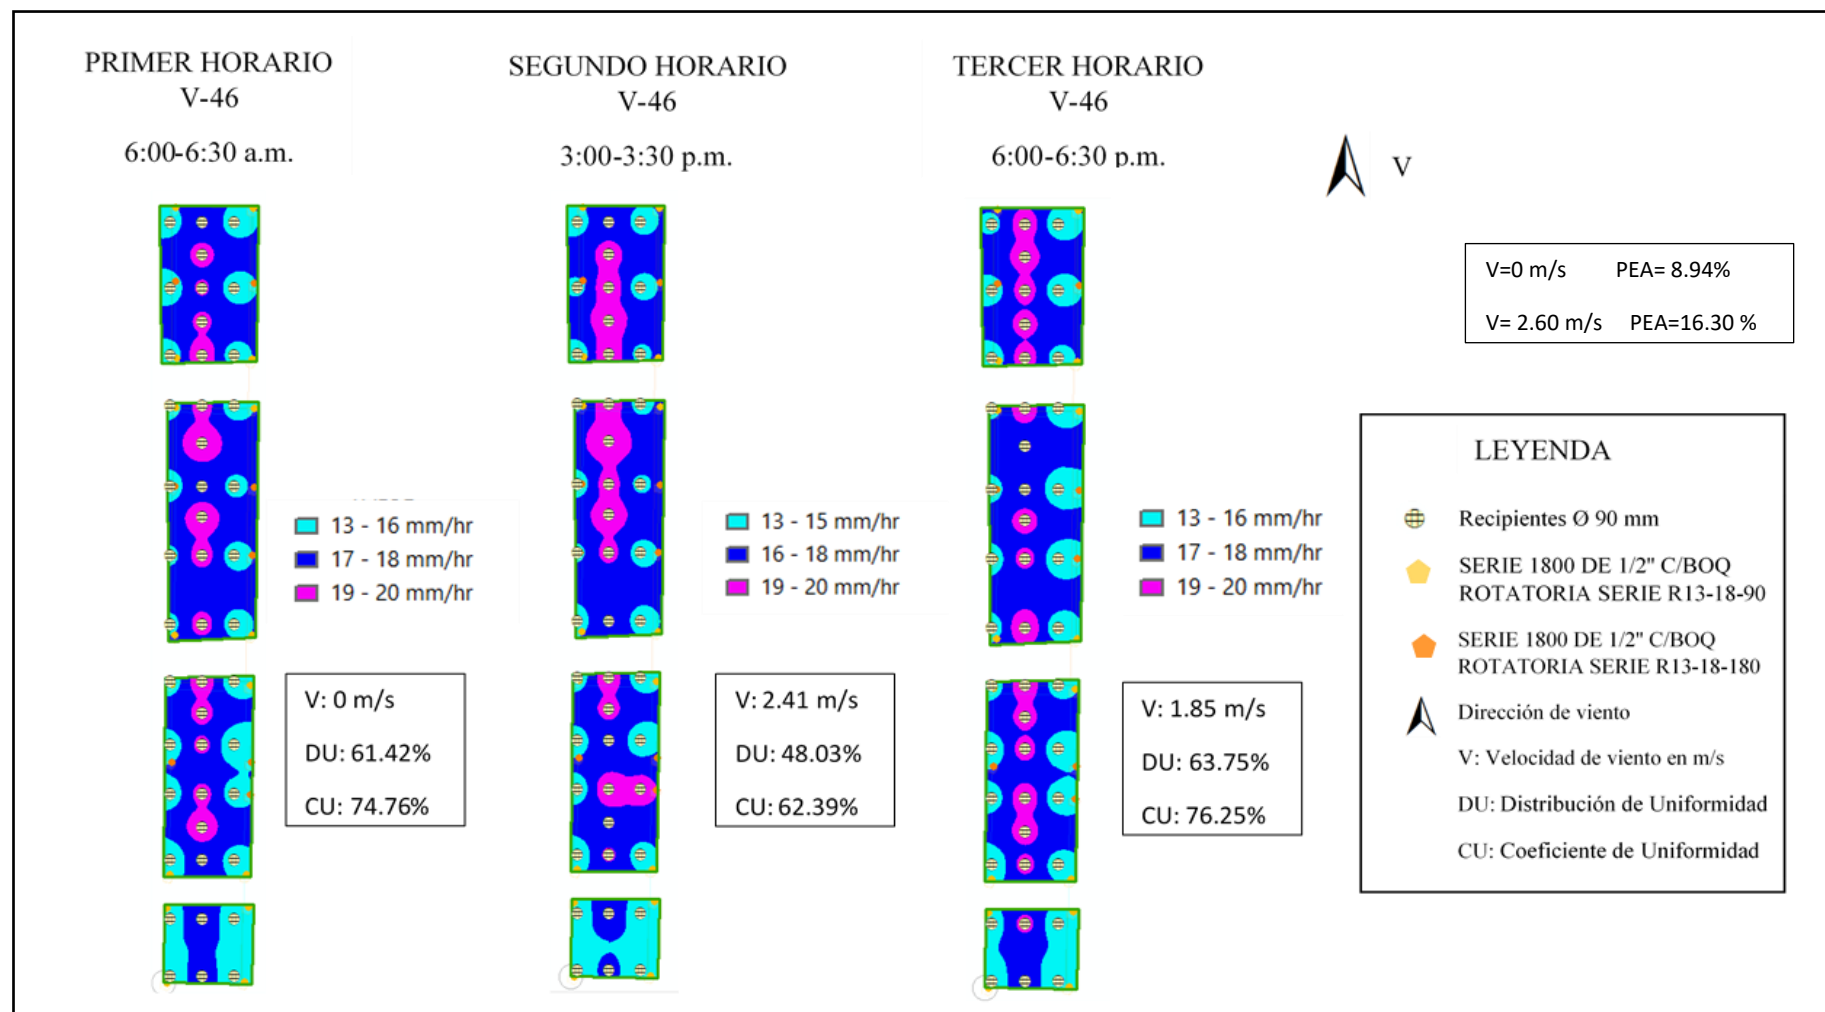 PRIMER HORARIO
V-46
6:00-6:30 a.m.
SEGUNDO HORARIO
V-46
3:00-3:30 p.m.
TERCER HORARIO
V-46
6:00-6:30 p.m.
V
V=0 m/s PEA= 8.94%
V= 2.60 m/s PEA=16.30 %
13 - 16 mm/hr
17 - 18 mm/hr
19 - 20 mm/hr
13 - 15 mm/hr
16 - 18 mm/hr
19 - 20 mm/hr
13 - 16 mm/hr
17 - 18 mm/hr
19 - 20 mm/hr
V: 0 m/s
DU: 61.42%
CU: 74.76%
V: 2.41 m/s
DU: 48.03%
CU: 62.39%
V: 1.85 m/s
DU: 63.75%
CU: 76.25%
LEYENDA
Recipientes Ø 90 mm
SERIE 1800 DE 1/2" C/BOQ
ROTATORIA SERIE R13-18-90
SERIE 1800 DE 1/2" C/BOQ
ROTATORIA SERIE R13-18-180
Dirección de viento
V: Velocidad de viento en m/s
DU: Distribución de Uniformidad
CU: Coeficiente de Uniformidad